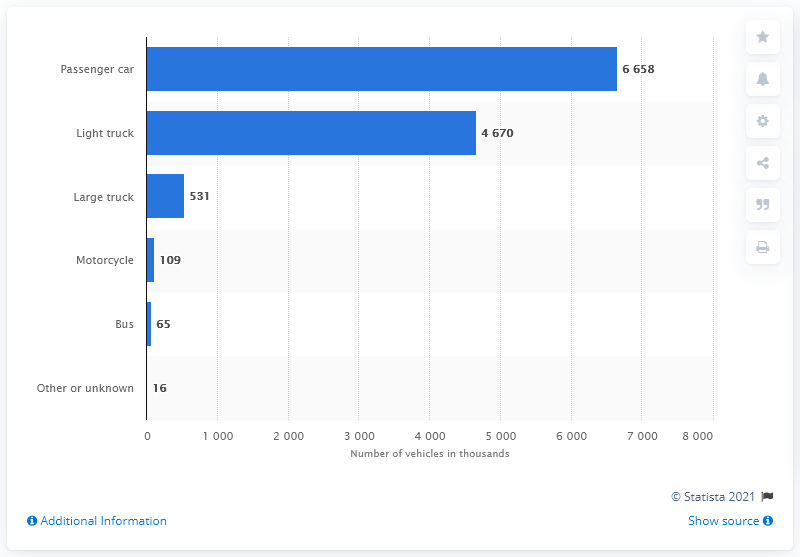 Passenger car 6 658
Light truck 4 670
Large truck 531
Motorcycle 109
Bus 65
Other or unknown 16
0 1 000 2 000 3 000 4 000 5 000 6 000 7 000 8 000
Number of vehicles in thousands
© Statista 2021
Additional Information Show source